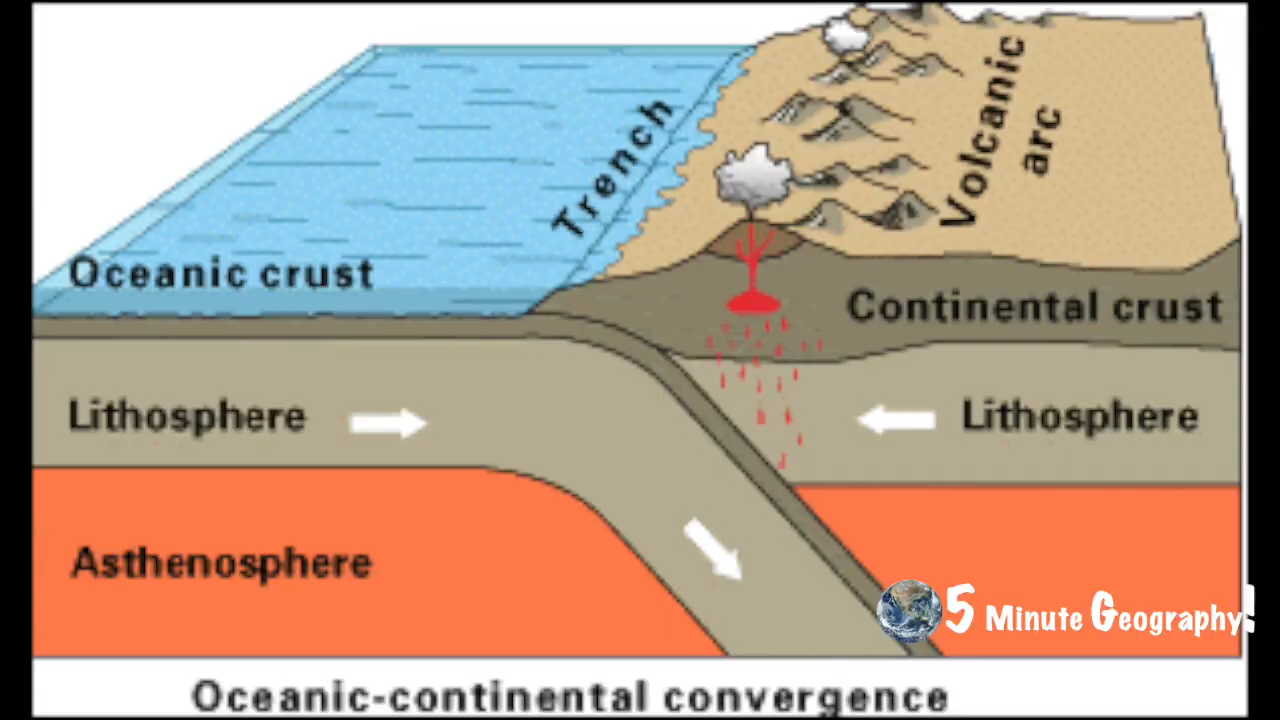 Volcanic
arc
Trench
Oceanic crust
Continental crust
Lithosphere
Lithosphere
Asthenosphere
5 Minute Geography!
Oceanic-continental convergence